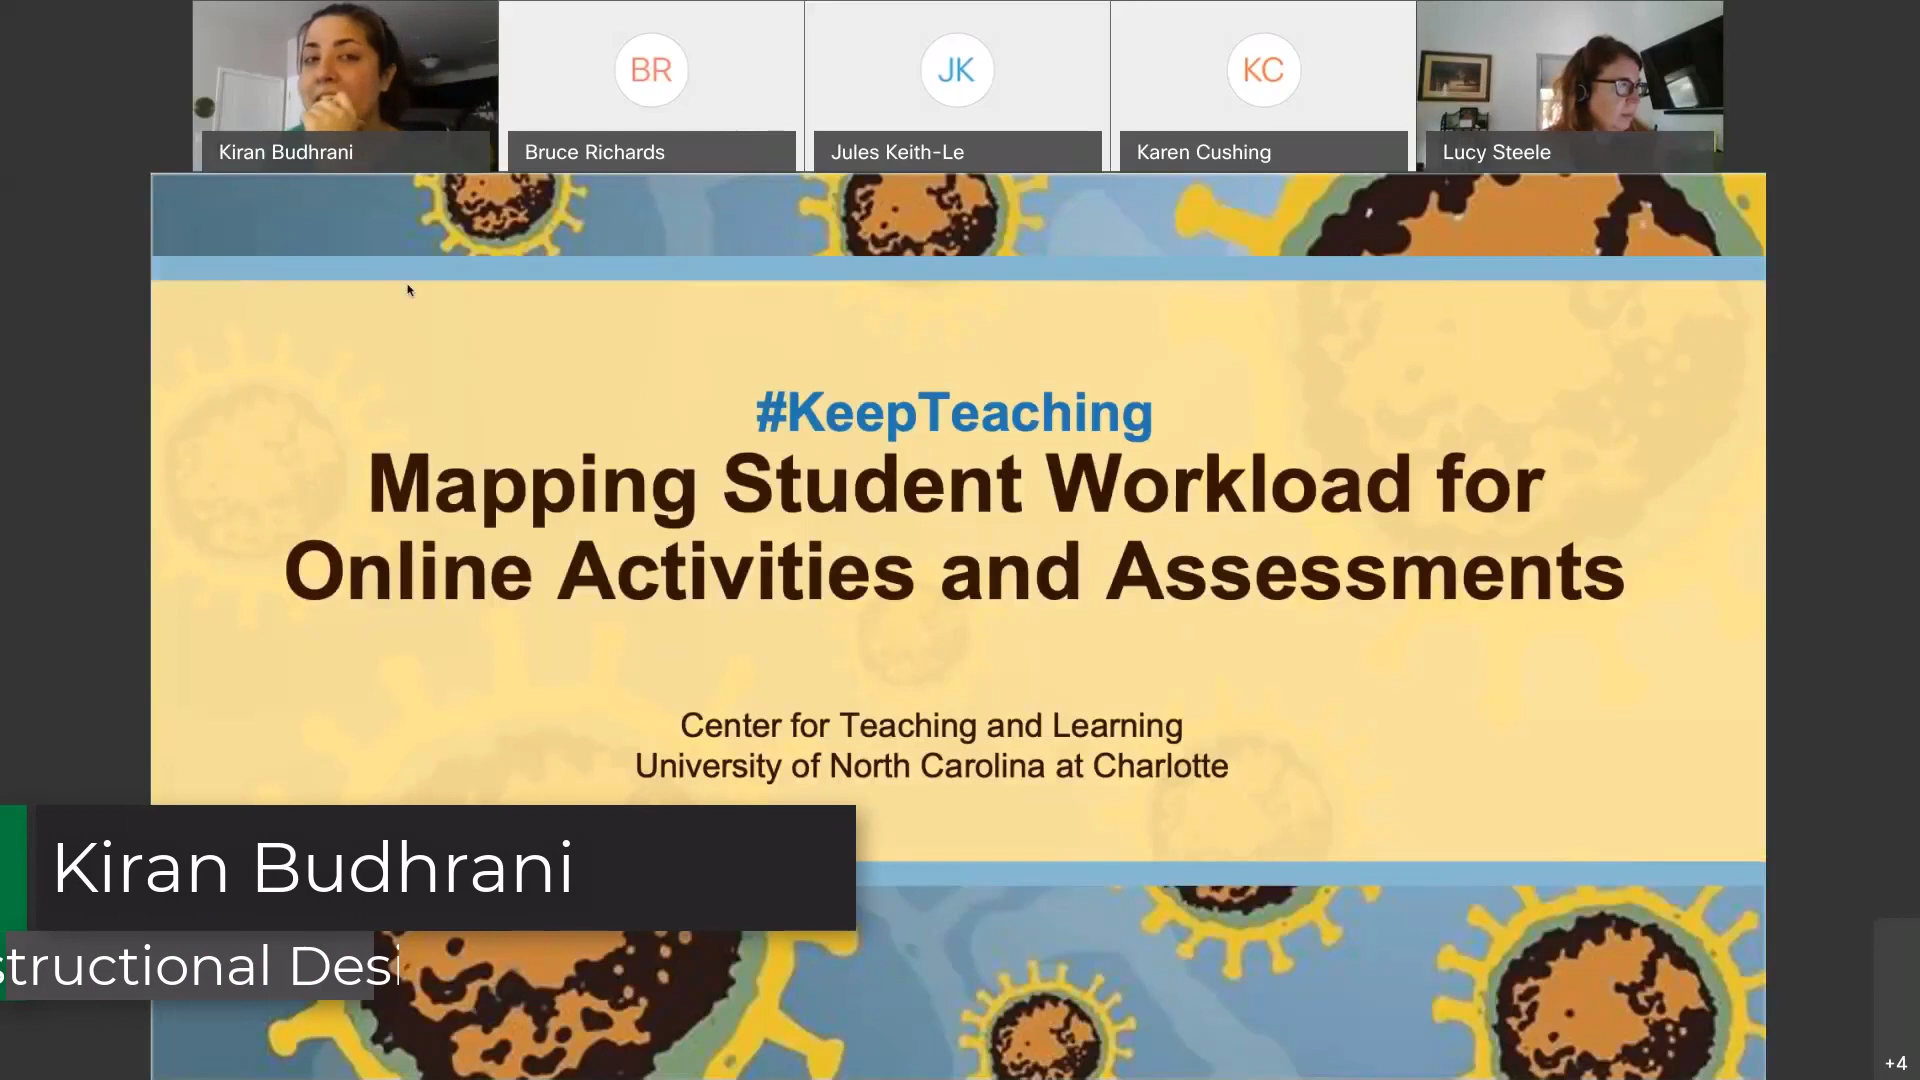 BR
JK
KC
Kiran Budhrani
Bruce Richards
Jules Keith-Le
Karen Cushing
Lucy Steele
#KeepTeaching
Mapping Student Workload for
Online Activities and Assessments
Center for Teaching and Learning
University of North Carolina at Charlotte
Kiran Budhrani
structional Desi
+4